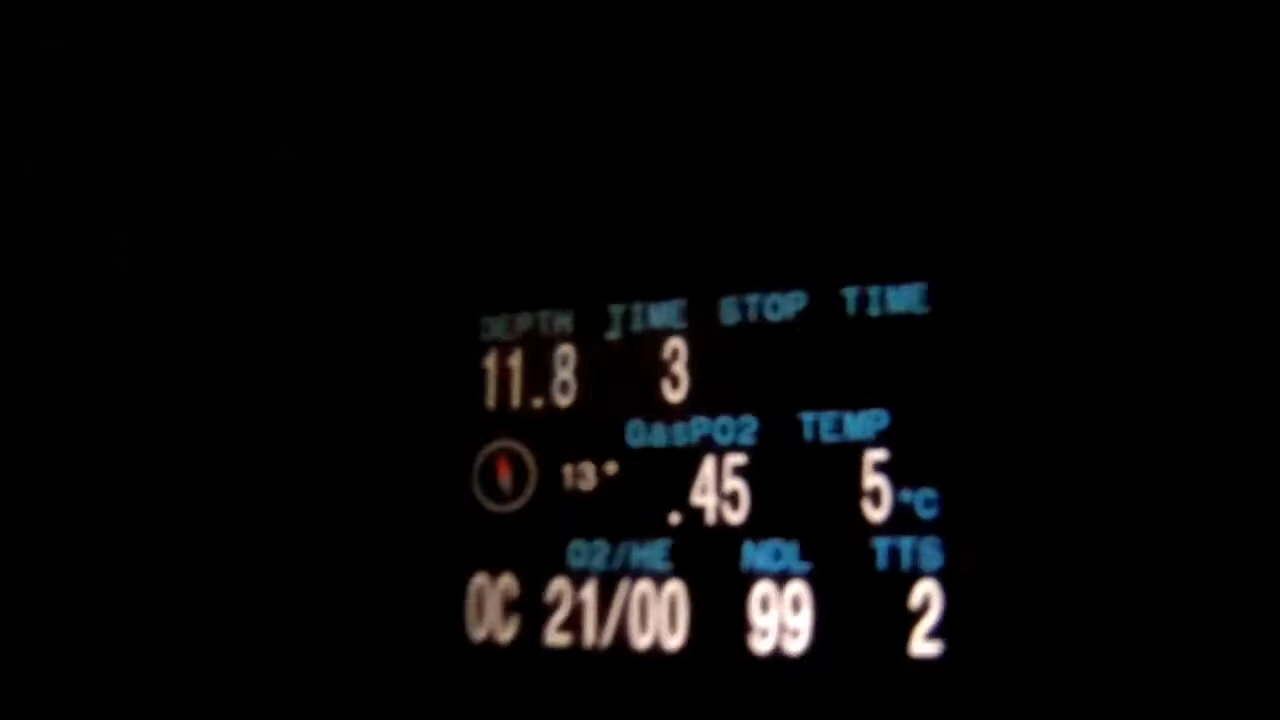 DEPTH TIME STOP TIME
11.8 3
GasPO2 TEMP
13° .45 5°C
O2/HE NDL TTS
OC 21/00 99 2